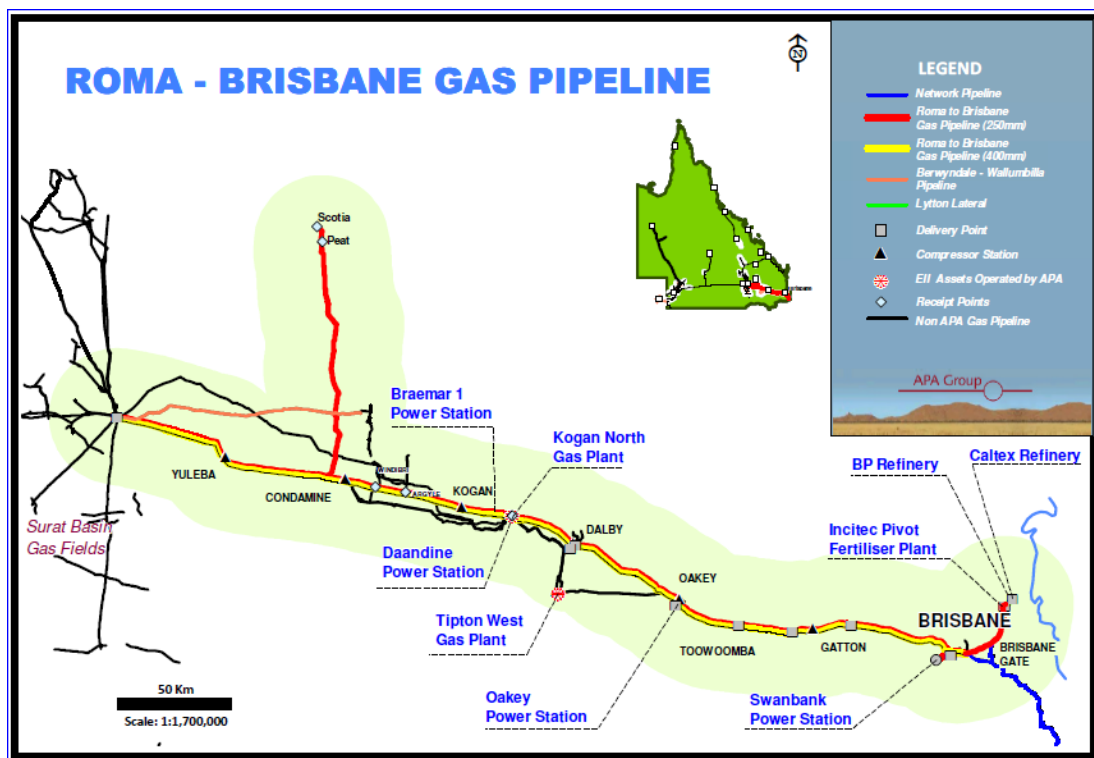 ROMA - BRISBANE GAS PIPELINE
N
LEGEND
Network Pipeline
Roma to Brisbane
Gas Pipeline (250mm)
Roma to Brisbane
Gas Pipeline (400mm)
Berwyndale - Wallumbilla
Pipeline
Lytton Lateral
Delivery Point
Compressor Station
EII Assets Operated by APA
Receipt Points
Non APA Gas Pipeline
APA Group
Scotia
Peat
Braemar 1
Power Station
Kogan North
Gas Plant
BP Refinery
Caltex Refinery
YULEBA
CONDAMINE
WINDIBRI
ARGYLE
KOGAN
Surat Basin
Gas Fields
DALBY
Incitec Pivot
Fertiliser Plant
Daandine
Power Station
OAKEY
Tipton West
Gas Plant
BRISBANE
TOOWOOMBA
GATTON
BRISBANE
GATE
50 Km
Scale: 1:1,700,000
Oakey
Power Station
Swanbank
Power Station